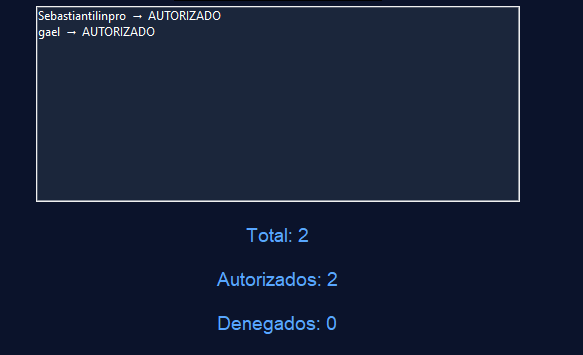 Sebastiantilinpro → AUTORIZADO
gael → AUTORIZADO
Total: 2
Autorizados: 2
Denegados: 0